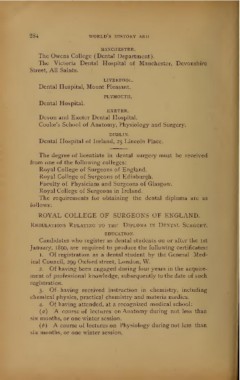 264 WORLD'S
MANCHESTER.
The Owens College (Dental Department).
The Victoria Dental Hospital of Manchester, Devonshire
Street, All Saints.
LIVERPOOL.
Dental Hospital, Mount Pleasant.
PLYMOUTH.
Dental Hospital.
EXETER.
Devon and Exeter Dental Hospital.
Cooke's School of Anatomy, Physiology and Surgery.
DUBLIN.
Dental Hospital of Ireland, 25 Lincoln Place.
The degree of licentiate in dental surgery must be received
from one of the following colleges:
Royal College of Surgeons of England.
Royal College of Surgeons of Edinburgh.
Faculty of Physicians and Surgeons of Glasgow.
Royal College of Surgeons in Ireland.
The requirements for obtaining the dental diploma are as
follows:
ROYAL COLLEGE OF SURGEONS OF ENGLAND.
REGULATIONS RELATING TO THE DIPLOMA IN DENTAL SURGERY.
EDUCATION.
Candidates who register as dental students on or after the 1st
January, are required to produce the following certificates:
1. Of registration as a dental student by the General Med-
ical Council, 299 Oxford street, London, W.
2. Of having been engaged during four years in the acquire-
ment of professional knowledge, subsequently to the date of such
registration.
3. Of having received instruction in chemistry, including
chemical physics, practical chemistry and materia medica.
4. Of having attended, at a recognized medical school:
(a) A course of lectures on Anatomy during not less than
six months, or one winter session.
(b) A course of lectures on Physiology during not less than
six months, or one winter session.